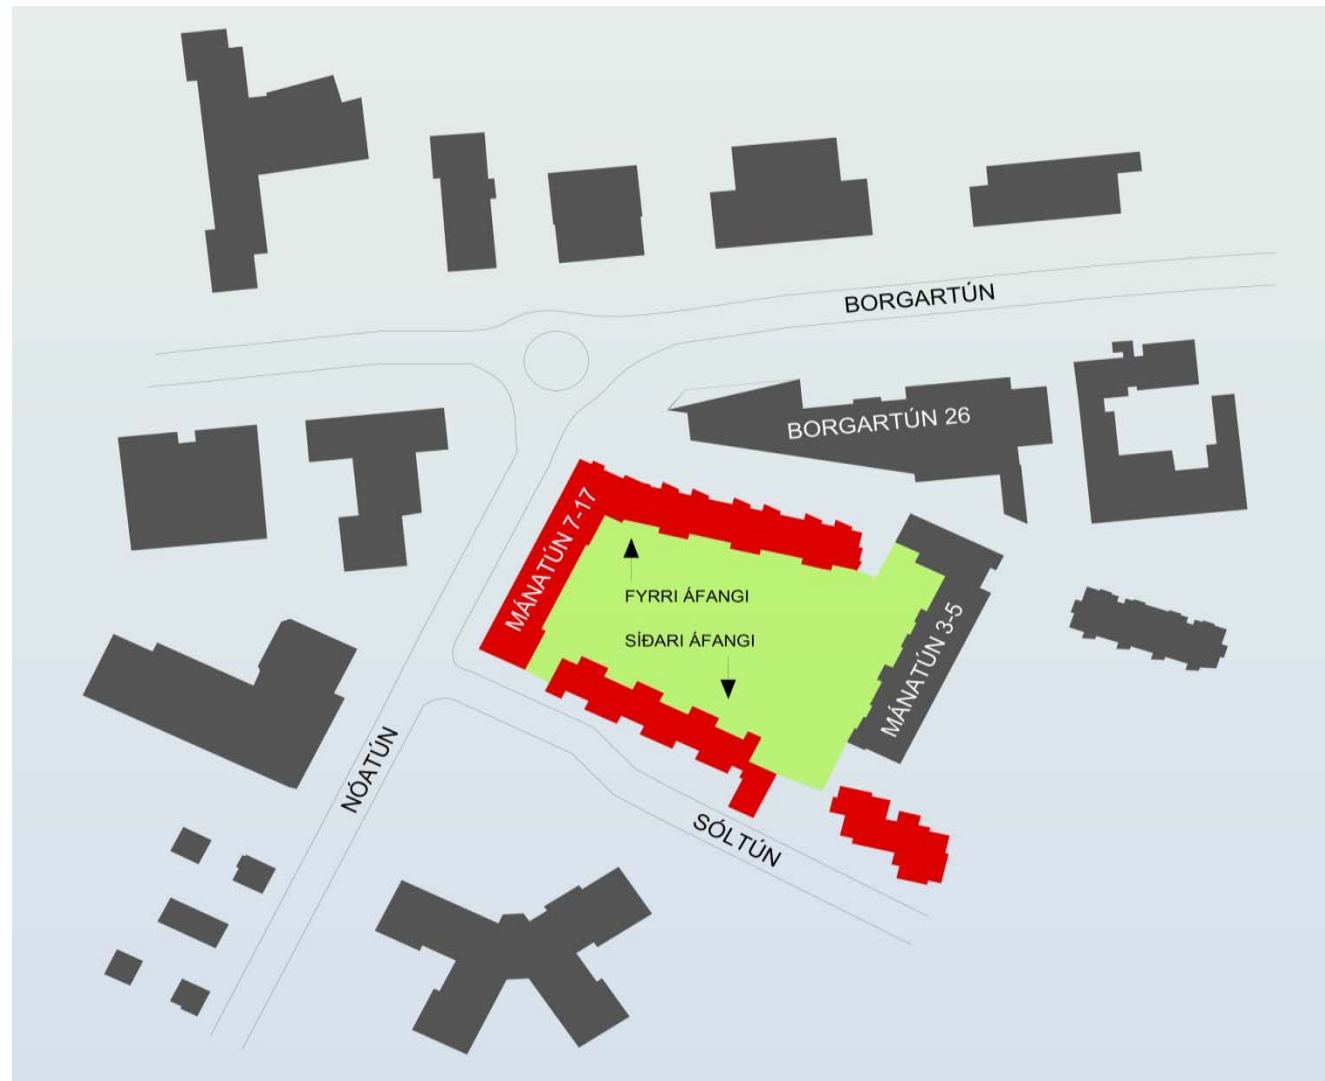 BORGARTÚN
BORGARTÚN 26
MÁNATÚN 7-17
FYRRI ÁFANGI
SÍÐARI ÁFANGI
MÁNATÚN 3-5
NÓATÚN
SÓLTÚN